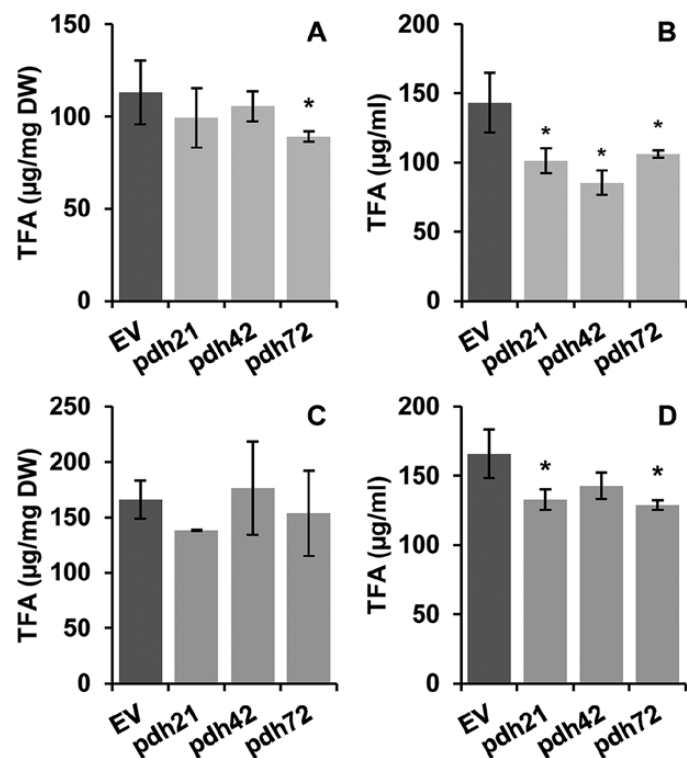 A
TFA (µg/mg DW)
150
100
50
0
*
EV
pdh21
pdh42
pdh72
B
TFA (µg/ml)
200
150
100
50
0
*
*
*
EV
pdh21
pdh42
pdh72
C
TFA (µg/mg DW)
250
200
150
100
50
0
EV
pdh21
pdh42
pdh72
D
TFA (µg/ml)
200
150
100
50
0
*
*
EV
pdh21
pdh42
pdh72